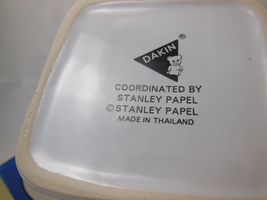 DAKIN ®
COORDINATED BY
STANLEY PAPEL
© STANLEY PAPEL
MADE IN THAILAND